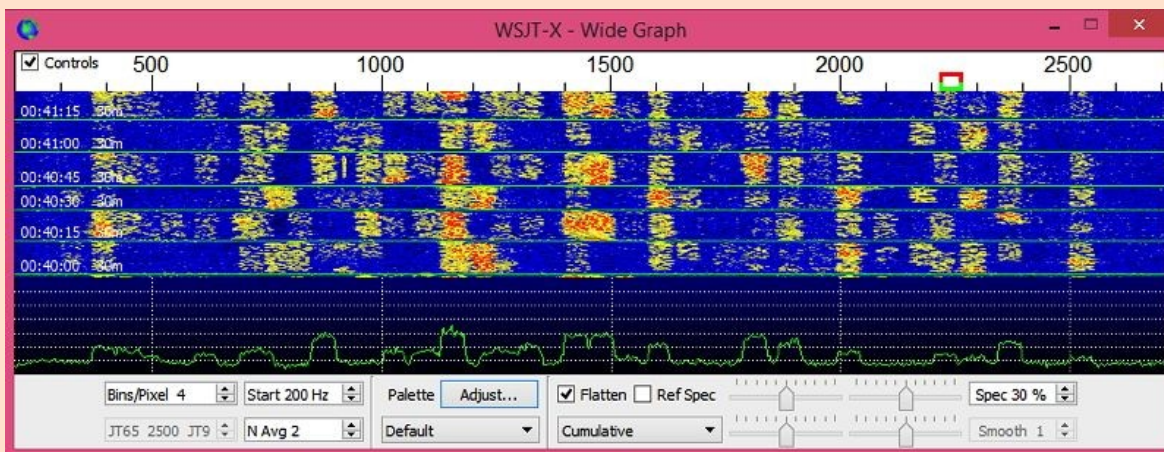 WSJT-X - Wide Graph
Controls 500 1000 1500 2000 2500
00:41:15 30m
00:41:00 30m
00:40:45 30m
00:40:30 30m
00:40:15 30m
00:40:00 30m
Bins/Pixel 4 Start 200 Hz Palette Adjust... Flatten Ref Spec Spec 30 %
JT65 2500 JT9 N Avg 2 Default Cumulative Smooth 1